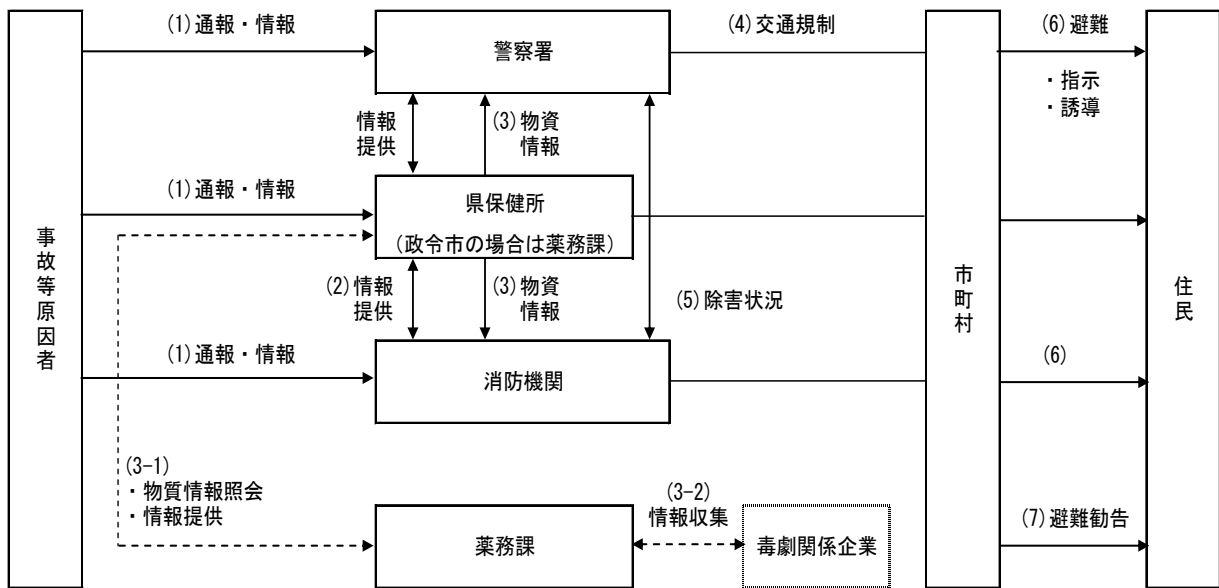 (1)通報・情報
警察署
(4)交通規制
(6)避難
・指示
・誘導
情報
提供
(3)物資
情報
(1)通報・情報
県保健所
(政令市の場合は薬務課)
事故等原因者
市町村
住民
(2)情報
提供
(3)物資
情報
(5)除害状況
(1)通報・情報
消防機関
(6)
(3-1)
・物質情報照会
・情報提供
薬務課
(3-2)
情報収集
毒劇関係企業
(7)避難勧告